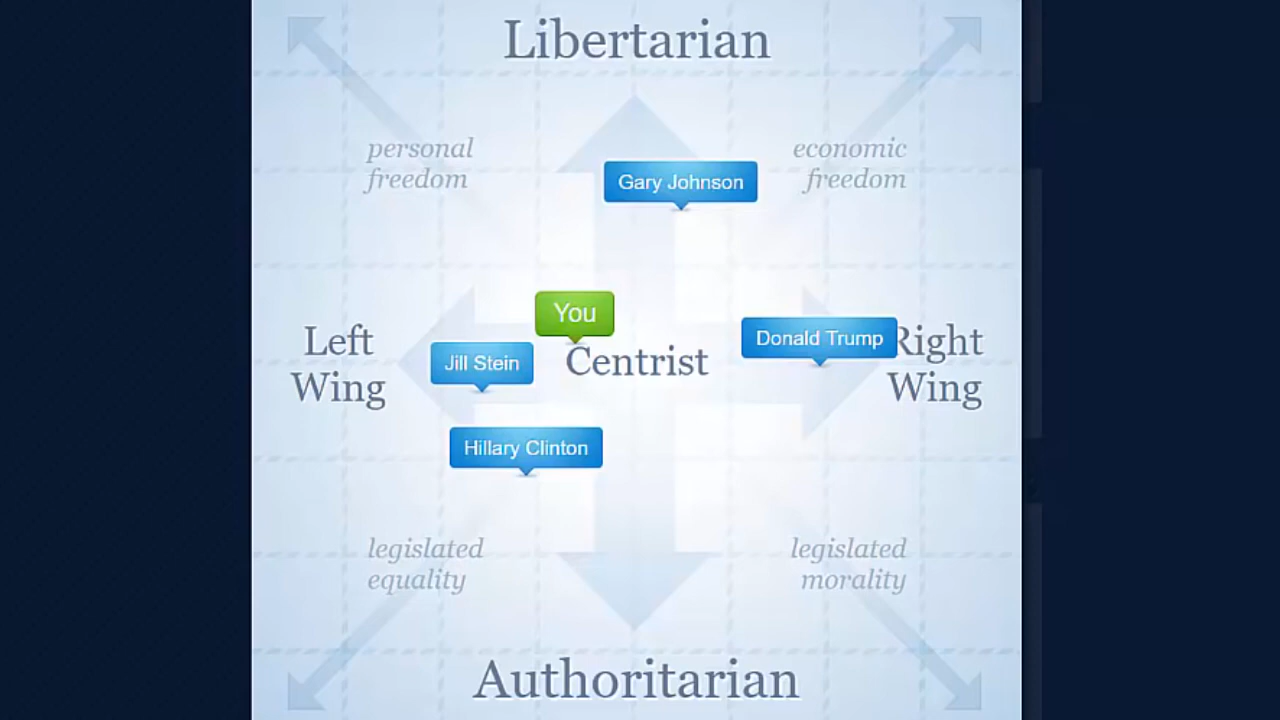 Libertarian
personal
freedom
economic
freedom
Gary Johnson
You
Left
Wing
Jill Stein
Centrist
Donald Trump
Right
Wing
Hillary Clinton
legislated
equality
legislated
morality
Authoritarian